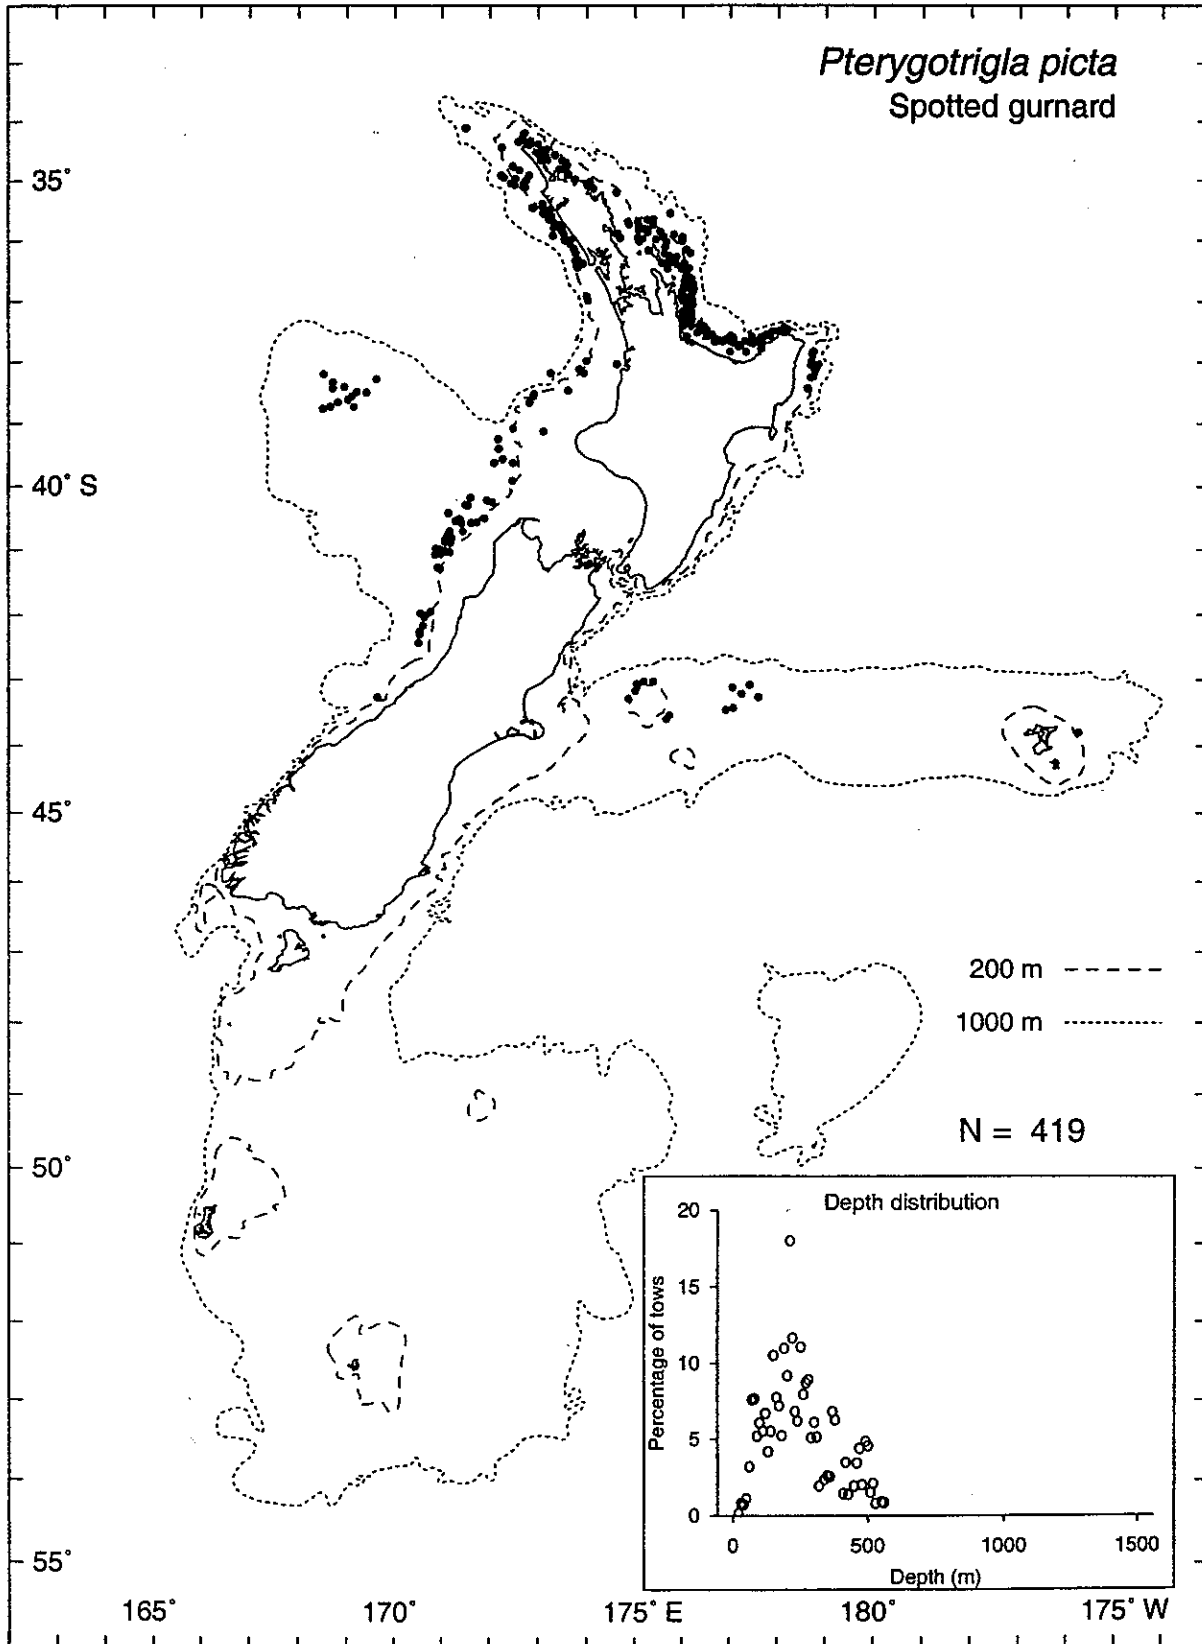 Pterygotrigla picta
Spotted gurnard
35°
40° S
45°
200 m
1000 m
N = 419
50°
Depth distribution
20
15
10
5
0
Percentage of tows
0 500 1000 1500
Depth (m)
55°
165° 170° 175° E 180° 175° W